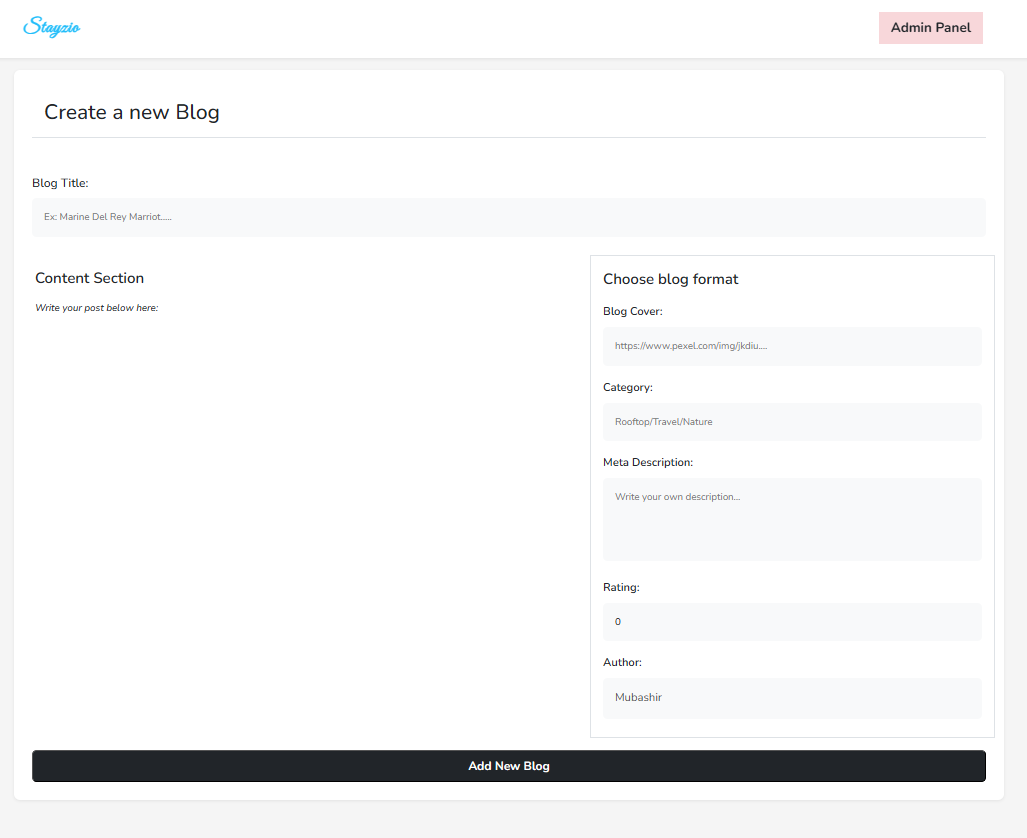 Stayzio
Admin Panel
Create a new Blog
Blog Title:
Ex: Marine Del Rey Marriot.....
Content Section
Write your post below here:
Choose blog format
Blog Cover:
https://www.pexel.com/img/jkdiu....
Category:
Rooftop/Travel/Nature
Meta Description:
Write your own description...
Rating:
0
Author:
Mubashir
Add New Blog